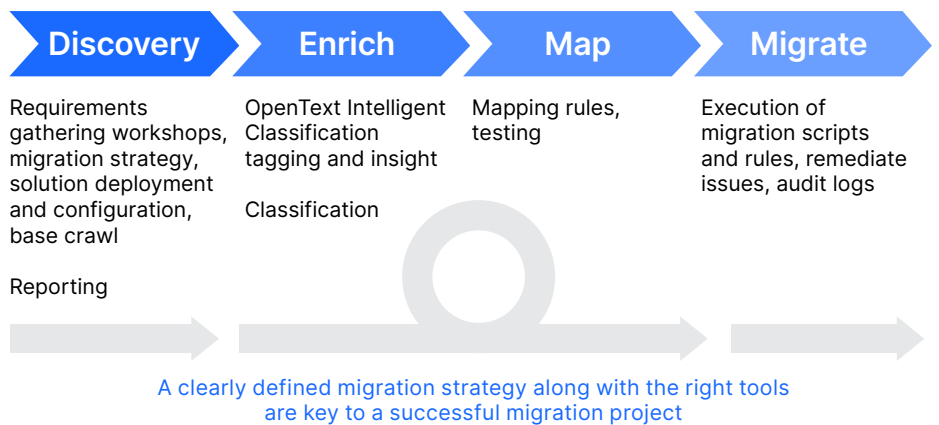 Discovery
Enrich
Map
Migrate
Requirements
gathering workshops,
migration strategy,
solution deployment
and configuration,
base crawl
Reporting
OpenText Intelligent
Classification
tagging and insight
Classification
Mapping rules,
testing
Execution of
migration scripts
and rules, remediate
issues, audit logs
A clearly defined migration strategy along with the right tools
are key to a successful migration project